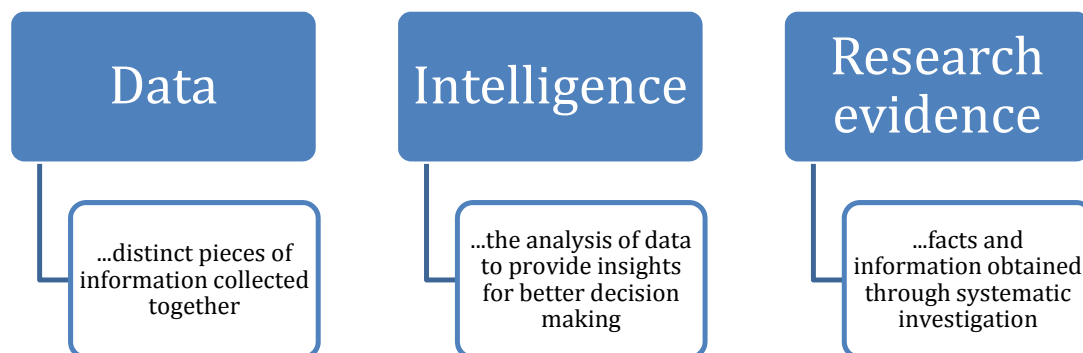 Data
...distinct pieces of
information collected
together
Intelligence
...the analysis of data
to provide insights
for better decision
making
Research
evidence
...facts and
information obtained
through systematic
investigation